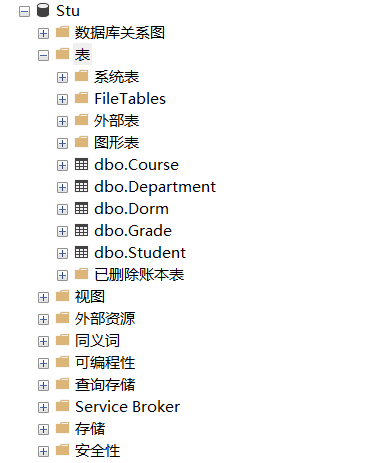 Stu
数据库关系图
表
系统表
FileTables
外部表
图形表
dbo.Course
dbo.Department
dbo.Dorm
dbo.Grade
dbo.Student
已删除账本表
视图
外部资源
同义词
可编程性
查询存储
Service Broker
存储
安全性